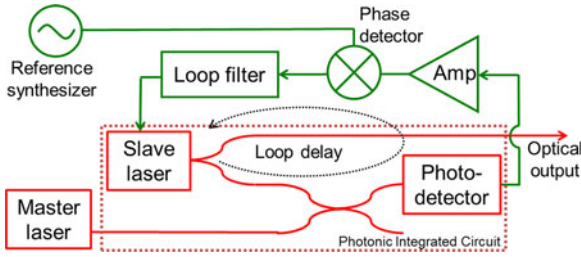 Phase
detector
Reference
synthesizer
Loop filter
Amp
Slave
laser
Loop delay
Optical
output
Photo-
detector
Master
laser
Photonic Integrated Circuit